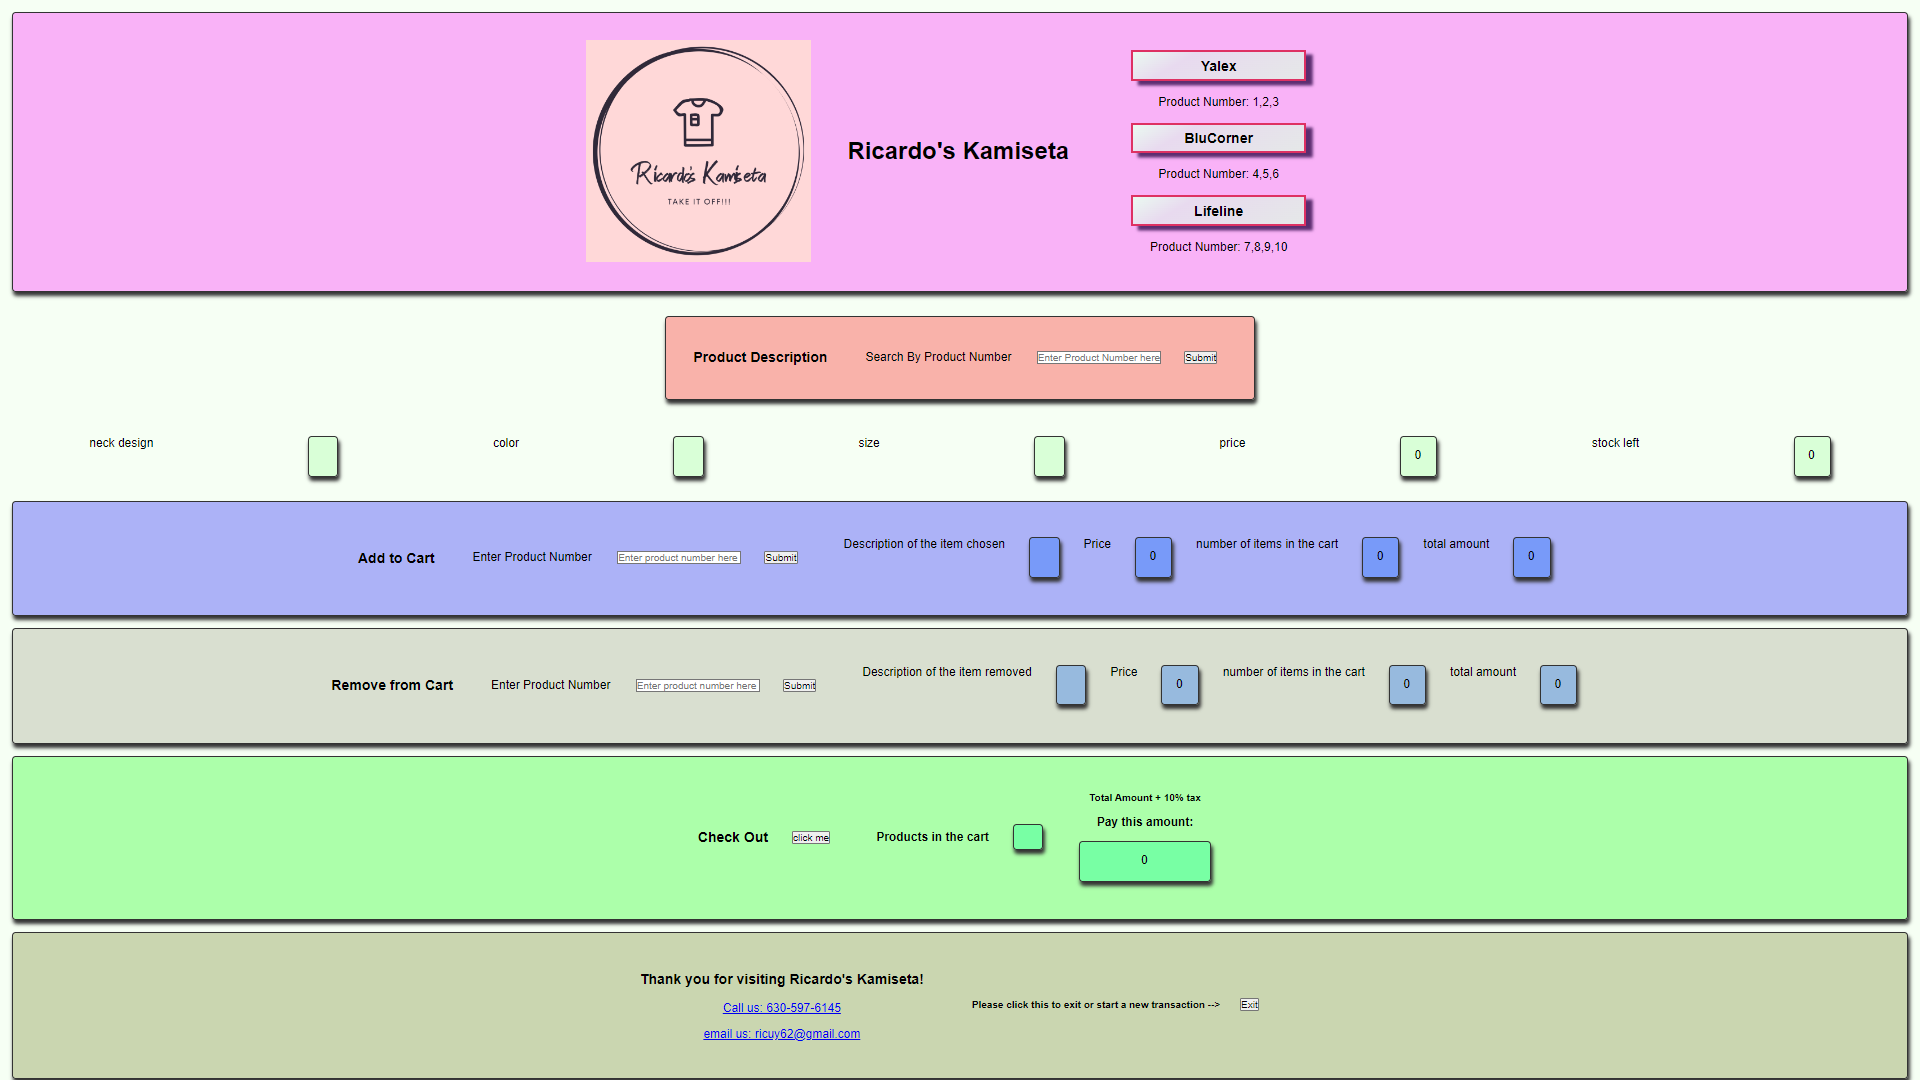 Ricardo's Kamiseta
TAKE IT OFF!!!
Ricardo's Kamiseta
Yalex
Product Number: 1,2,3
BluCorner
Product Number: 4,5,6
Lifeline
Product Number: 7,8,9,10
Product Description Search By Product Number Enter Product Number here Submit
neck design color size price 0 stock left 0
Add to Cart Enter Product Number Enter product number here Submit Description of the item chosen Price 0 number of items in the cart 0 total amount 0
Remove from Cart Enter Product Number Enter product number here Submit Description of the item removed Price 0 number of items in the cart 0 total amount 0
Total Amount + 10% tax
Pay this amount:
Check Out click me Products in the cart
0
Thank you for visiting Ricardo's Kamiseta!
Call us: 630-597-6145
email us: ricuy62@gmail.com
Please click this to exit or start a new transaction --> Exit